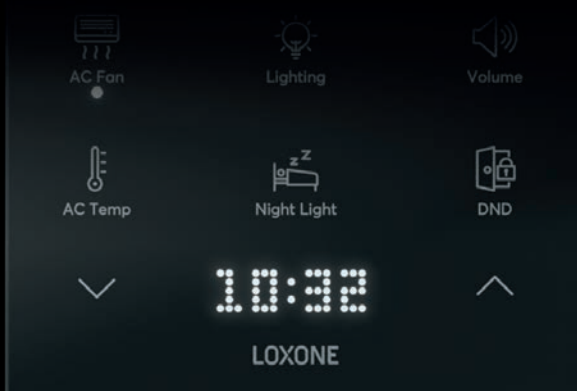 AC Fan Lighting Volume
z Z
AC Temp Night Light DND
10:32
LOXONE